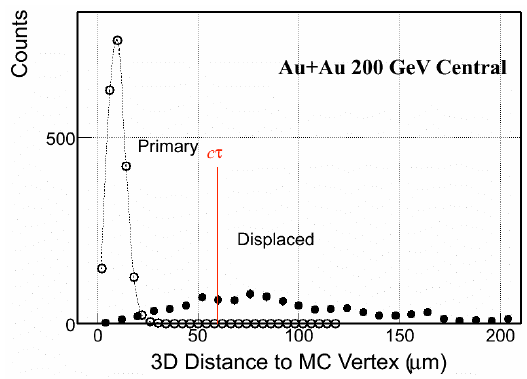 Counts
Au+Au 200 GeV Central
500
Primary
cτ
Displaced
0
0 50 100 150 200
3D Distance to MC Vertex (μm)